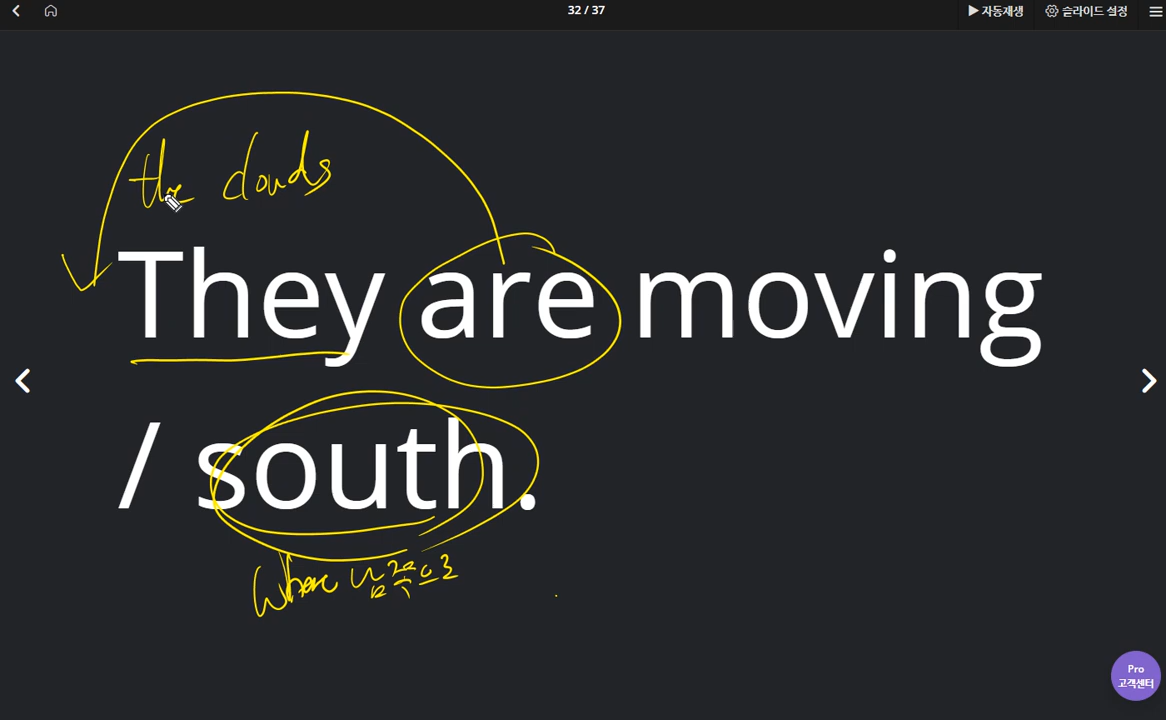 32 / 37
자동재생
슬라이드 설정
the clouds
They are moving
/ south.
Where 남쪽으로
Pro
고객센터